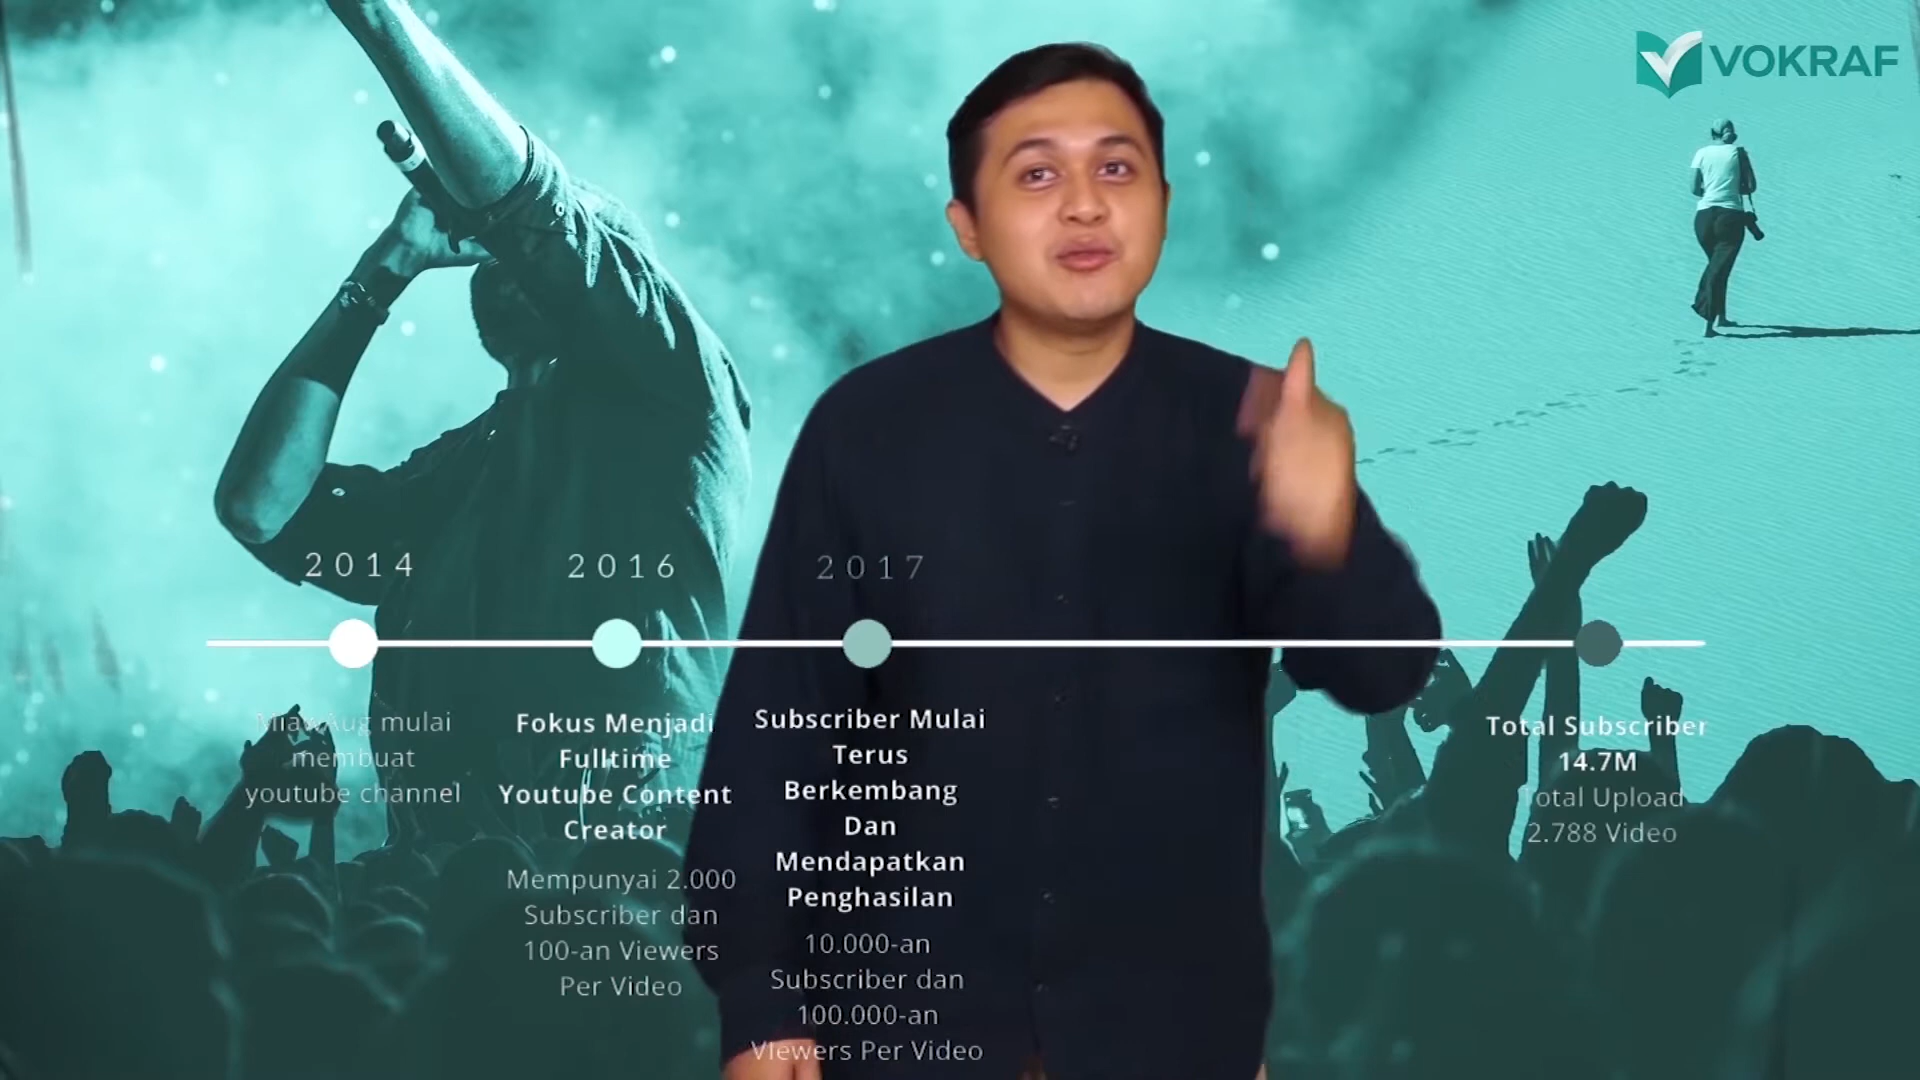 VOKRAF
2014
MiawAug mulai
membuat
youtube channel
2016
Fokus Menjadi
Fulltime
Youtube Content
Creator
Mempunyai 2.000
Subscriber dan
100-an Viewers
Per Video
2017
Subscriber Mulai
Terus
Berkembang
Dan
Mendapatkan
Penghasilan
10.000-an
Subscriber dan
100.000-an
Viewers Per Video
Total Subscriber
14.7M
Total Upload
2.788 Video